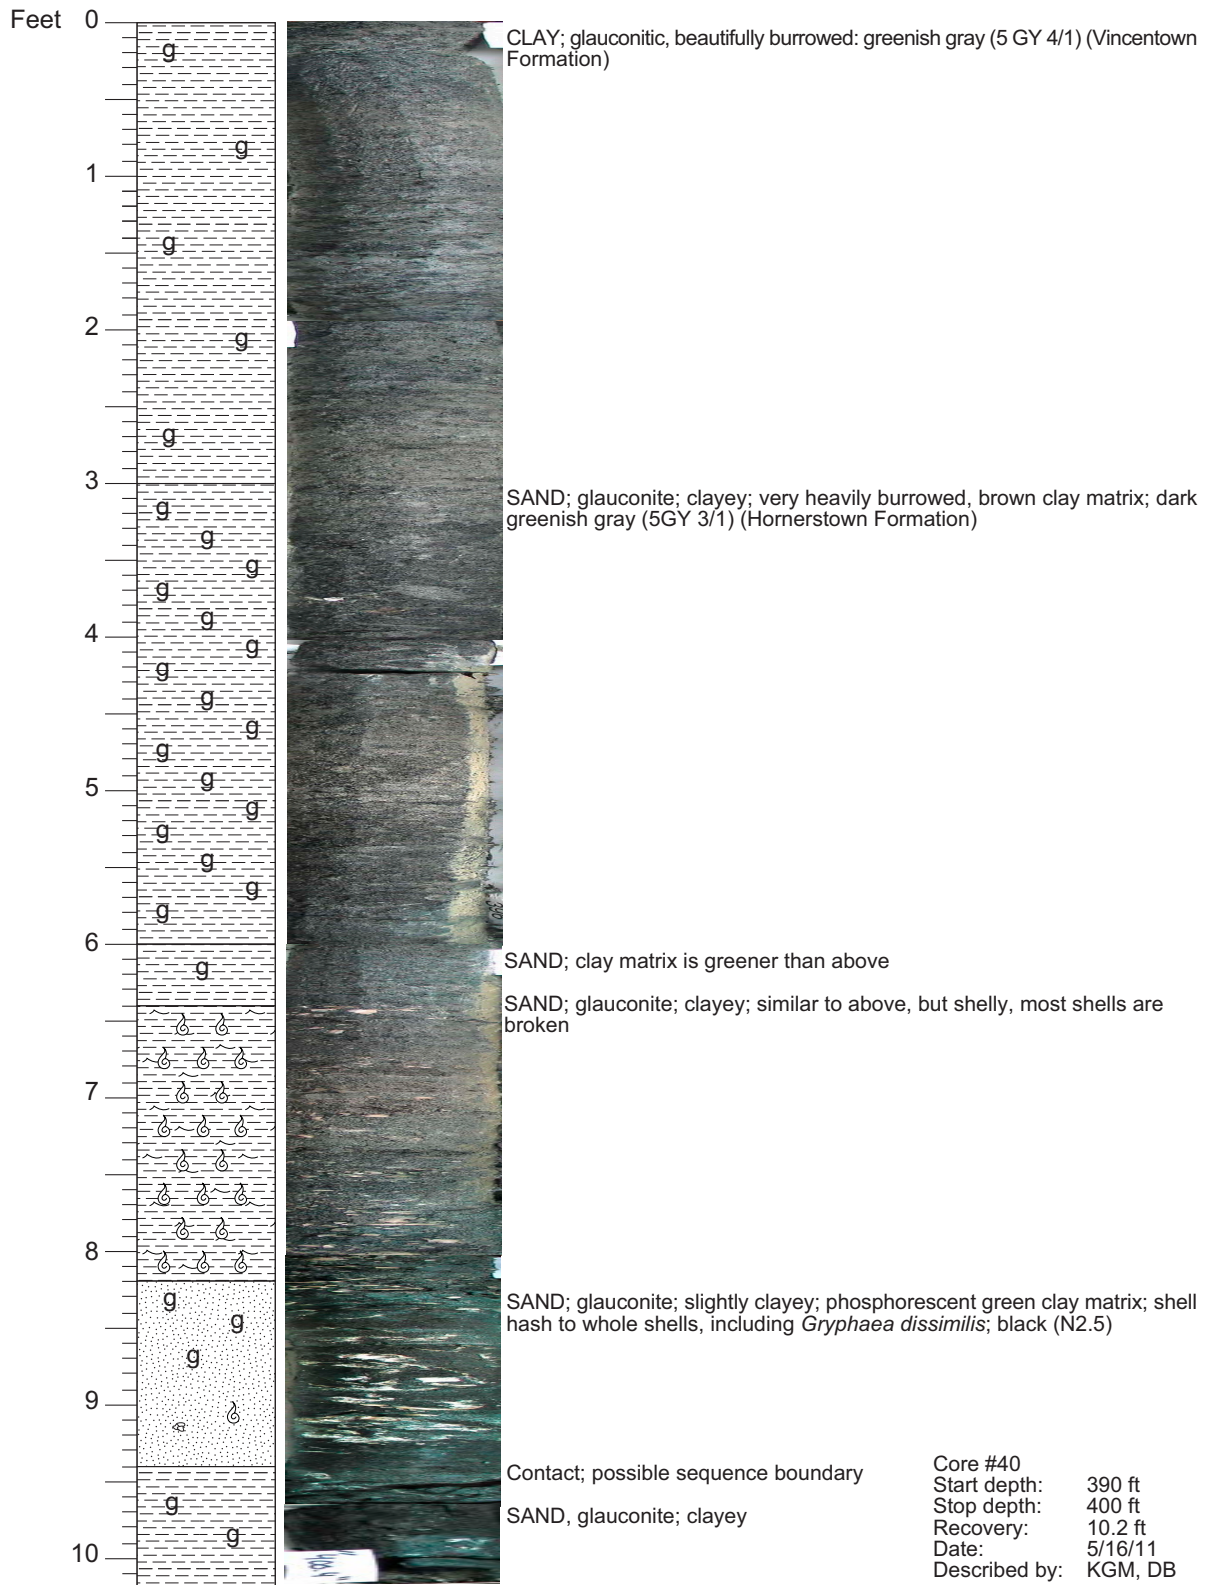 Feet 0
g
CLAY; glauconitic, beautifully burrowed: greenish gray (5 GY 4/1) (Vincentown
Formation)
g
1
g
2
g
g
3
SAND; glauconite; clayey; very heavily burrowed, brown clay matrix; dark
greenish gray (5GY 3/1) (Hornerstown Formation)
g
g
g
g
g
4
g
g
g
g
g
5
g
g
g
g
g
g
6
SAND; clay matrix is greener than above
g
SAND; glauconite; clayey; similar to above, but shelly, most shells are
broken
7
8
SAND; glauconite; slightly clayey; phosphorescent green clay matrix; shell
hash to whole shells, including Gryphaea dissimilis; black (N2.5)
g
g
g
9
Contact; possible sequence boundary
SAND, glauconite; clayey
g
g
10
Core #40
Start depth: 390 ft
Stop depth: 400 ft
Recovery: 10.2 ft
Date: 5/16/11
Described by: KGM, DB